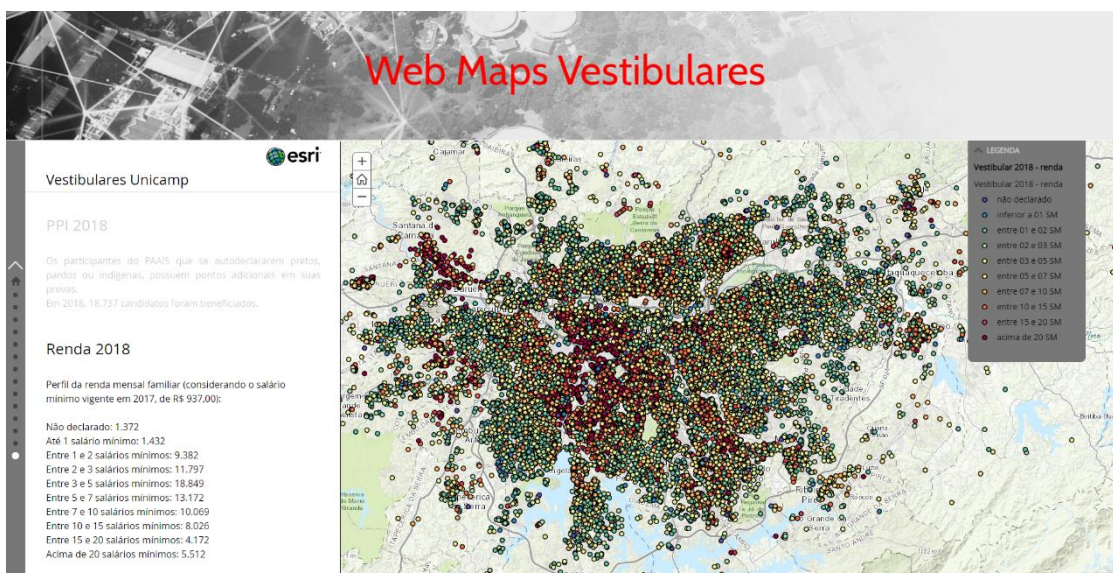 Web Maps Vestibulares
esri
Vestibulares Unicamp
PPI 2018
Os participantes do PAAIS que se autodeclararem pretos,
pardos ou indígenas, possuem pontos adicionais em suas
provas.
Em 2018, 18.737 candidatos foram beneficiados.
Renda 2018
Perfil da renda mensal familiar (considerando o salário
mínimo vigente em 2017, de R$ 937,00):
Não declarado: 1.372
Até 1 salário mínimo: 1.432
Entre 1 e 2 salários mínimos: 9.382
Entre 2 e 3 salários mínimos: 11.797
Entre 3 e 5 salários mínimos: 18.849
Entre 5 e 7 salários mínimos: 13.172
Entre 7 e 10 salários mínimos: 10.069
Entre 10 e 15 salários mínimos: 8.026
Entre 15 e 20 salários mínimos: 4.172
Acima de 20 salários mínimos: 5.512
+
−
Cajamar
Santana d
LEGENDA
Vestibular 2018 - renda
Vestibular 2018 - renda
não declarado
inferior a 01 SM
entre 01 e 02 SM
entre 02 e 03 SM
entre 03 e 05 SM
entre 05 e 07 SM
entre 07 e 10 SM
entre 10 e 15 SM
entre 15 e 20 SM
acima de 20 SM
Tiradentes
SANTO ANDRÉ